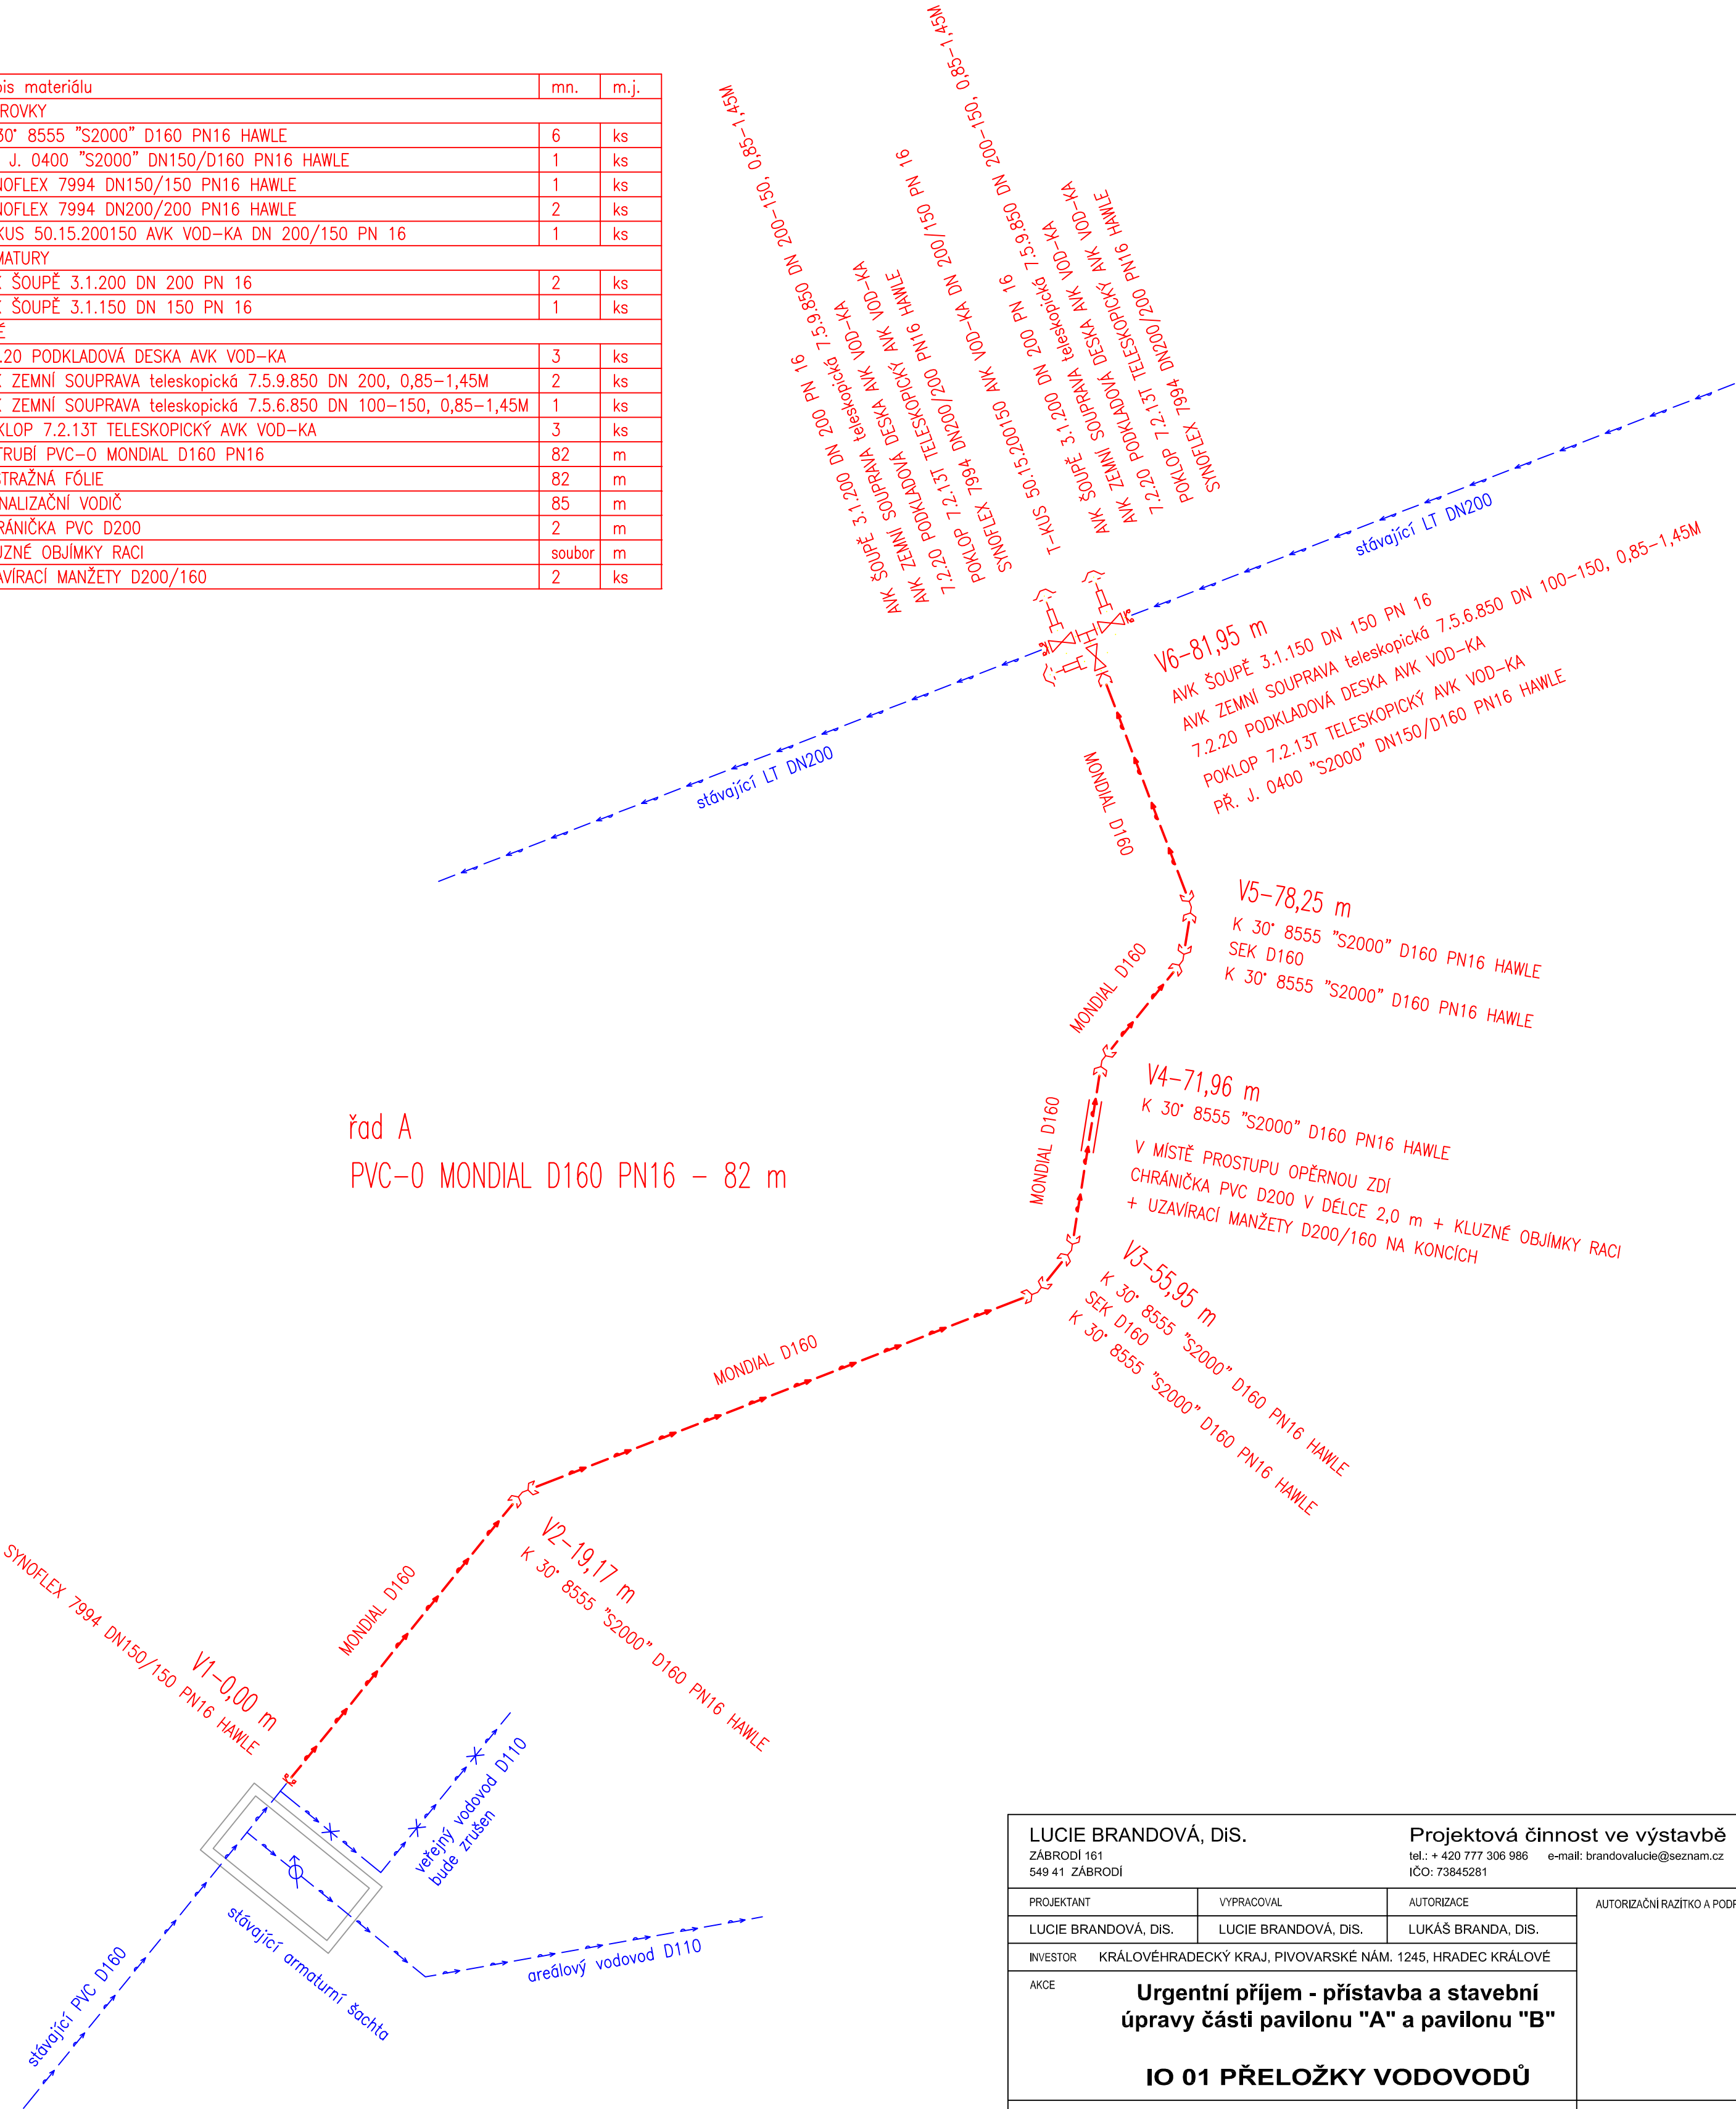 is materiálu mn. m.j.
ROVKY
30° 8555 "S2000" D160 PN16 HAWLE 6 ks
J. 0400 "S2000" DN150/D160 PN16 HAWLE 1 ks
NOFLEX 7994 DN150/150 PN16 HAWLE 1 ks
NOFLEX 7994 DN200/200 PN16 HAWLE 2 ks
KUS 50.15.200150 AVK VOD-KA DN 200/150 PN 16 1 ks
MATURY
ŠOUPĚ 3.1.200 DN 200 PN 16 2 ks
ŠOUPĚ 3.1.150 DN 150 PN 16 1 ks
.20 PODKLADOVÁ DESKA AVK VOD-KA 3 ks
ZEMNÍ SOUPRAVA teleskopická 7.5.9.850 DN 200, 0,85-1,45M 2 ks
ZEMNÍ SOUPRAVA teleskopická 7.5.6.850 DN 100-150, 0,85-1,45M 1 ks
KLOP 7.2.13T TELESKOPICKÝ AVK VOD-KA 3 ks
TRUBÍ PVC-O MONDIAL D160 PN16 82 m
STRAŽNÁ FÓLIE 82 m
NALIZAČNÍ VODIČ 85 m
RÁNIČKA PVC D200 2 m
UZNÉ OBJÍMKY RACI soubor m
AVÍRACÍ MANŽETY D200/160 2 ks
AVK ŠOUPĚ 3.1.200 DN 200 PN 16
AVK ZEMNÍ SOUPRAVA teleskopická 7.5.9.850 DN 200-150, 0,85-1,45M
7.2.20 PODKLADOVÁ DESKA AVK VOD-KA
POKLOP 7.2.13T TELESKOPICKÝ AVK VOD-KA
SYNOFLEX 7994 DN200/200 PN16 HAWLE
T-KUS 50.15.200150 AVK VOD-KA DN 200/150 PN 16
AVK ŠOUPĚ 3.1.200 DN 200 PN 16
AVK ZEMNÍ SOUPRAVA teleskopická 7.5.9.850 DN 200-150, 0,85-1,45M
7.2.20 PODKLADOVÁ DESKA AVK VOD-KA
POKLOP 7.2.13T TELESKOPICKÝ AVK VOD-KA
SYNOFLEX 7994 DN200/200 PN16 HAWLE
stávající LT DN200
stávající LT DN200
V6-81,95 m
AVK ŠOUPĚ 3.1.150 DN 150 PN 16
AVK ZEMNÍ SOUPRAVA teleskopická 7.5.6.850 DN 100-150, 0,85-1,45M
7.2.20 PODKLADOVÁ DESKA AVK VOD-KA
POKLOP 7.2.13T TELESKOPICKÝ AVK VOD-KA
PŘ. J. 0400 "S2000" DN150/D160 PN16 HAWLE
MONDIAL D160
V5-78,25 m
K 30° 8555 "S2000" D160 PN16 HAWLE
SEK D160
K 30° 8555 "S2000" D160 PN16 HAWLE
MONDIAL D160
V4-71,96 m
K 30° 8555 "S2000" D160 PN16 HAWLE
V MÍSTĚ PROSTUPU OPĚRNOU ZDÍ
CHRÁNIČKA PVC D200 V DÉLCE 2,0 m + KLUZNÉ OBJÍMKY RACI
+ UZAVÍRACÍ MANŽETY D200/160 NA KONCÍCH
MONDIAL D160
řad A
PVC-O MONDIAL D160 PN16 - 82 m
V3-55,95 m
K 30° 8555 "S2000" D160 PN16 HAWLE
SEK D160
K 30° 8555 "S2000" D160 PN16 HAWLE
MONDIAL D160
V2-19,17 m
K 30° 8555 "S2000" D160 PN16 HAWLE
MONDIAL D160
V1-0,00 m
SYNOFLEX 7994 DN150/150 PN16 HAWLE
veřejný vodovod D110
bude zrušen
areálový vodovod D110
stávající armaturní šachta
stávající PVC D160
LUCIE BRANDOVÁ, DiS.
ZÁBRODÍ 161
549 41 ZÁBRODÍ
Projektová činnost ve výstavbě
tel.: + 420 777 306 986 e-mail: brandovalucie@seznam.cz
IČO: 73845281
PROJEKTANT VYPRACOVAL AUTORIZACE AUTORIZAČNÍ RAZÍTKO A PODP
LUCIE BRANDOVÁ, DiS. LUCIE BRANDOVÁ, DiS. LUKÁŠ BRANDA, DiS.
INVESTOR KRÁLOVÉHRADECKÝ KRAJ, PIVOVARSKÉ NÁM. 1245, HRADEC KRÁLOVÉ
AKCE Urgentní příjem - přístavba a stavební
úpravy části pavilonu "A" a pavilonu "B"
IO 01 PŘELOŽKY VODOVODŮ